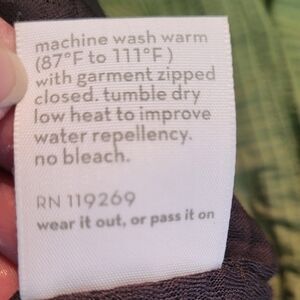 machine wash warm
(87°F to 111°F)
with garment zipped
closed. tumble dry
low heat to improve
water repellency.
no bleach.
RN 119269
wear it out, or pass it on